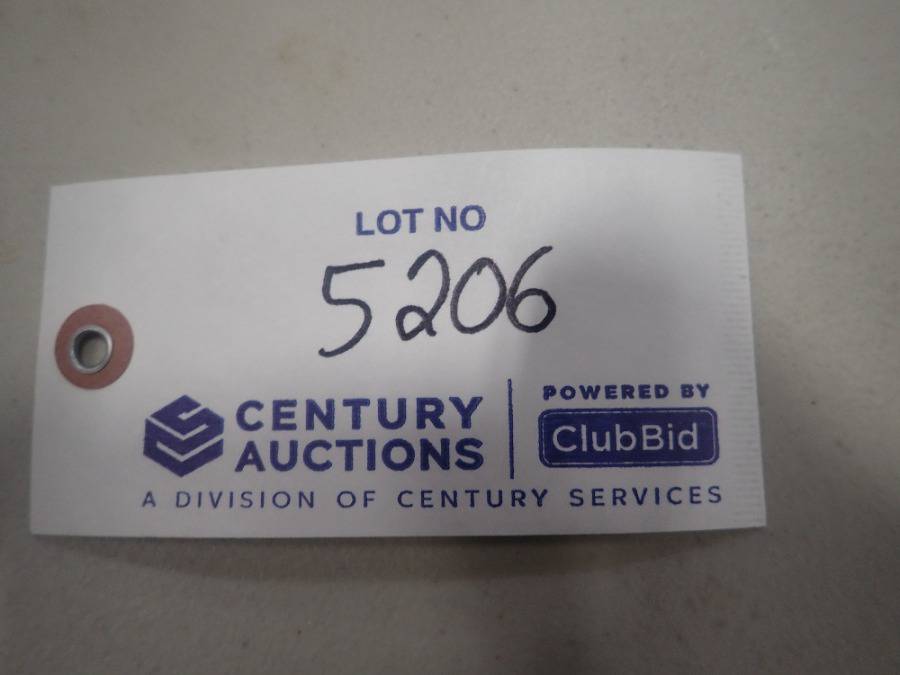 LOT NO
5206
CENTURY
AUCTIONS
POWERED BY
ClubBid
A DIVISION OF CENTURY SERVICES